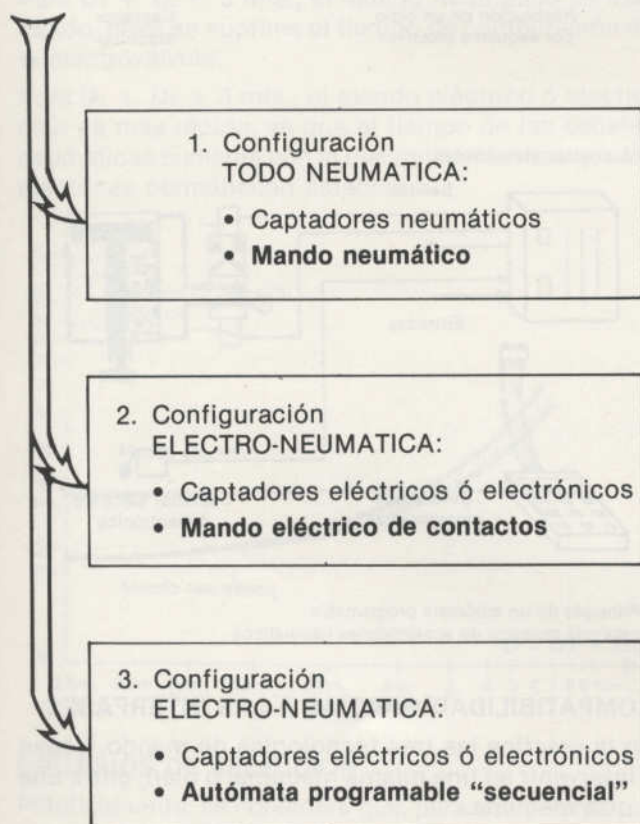 1. Configuración
TODO NEUMATICA:
• Captadores neumáticos
• Mando neumático
2. Configuración
ELECTRO-NEUMATICA:
• Captadores eléctricos ó electrónicos
• Mando eléctrico de contactos
3. Configuración
ELECTRO-NEUMATICA:
• Captadores eléctricos ó electrónicos
• Autómata programable “secuencial”